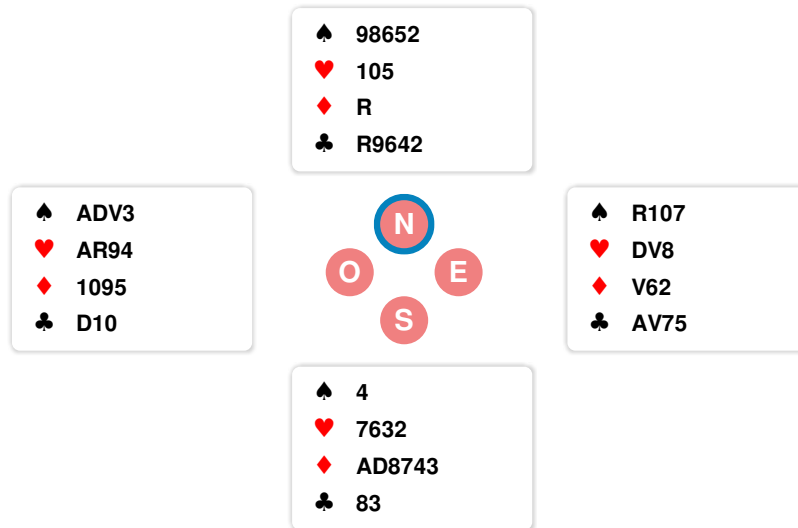 ♠ 98652
♥ 105
♦ R
♣ R9642
♠ ADV3
♥ AR94
♦ 1095
♣ D10
N
O E
S
♠ R107
♥ DV8
♦ V62
♣ AV75
♠ 4
♥ 7632
♦ AD8743
♣ 83